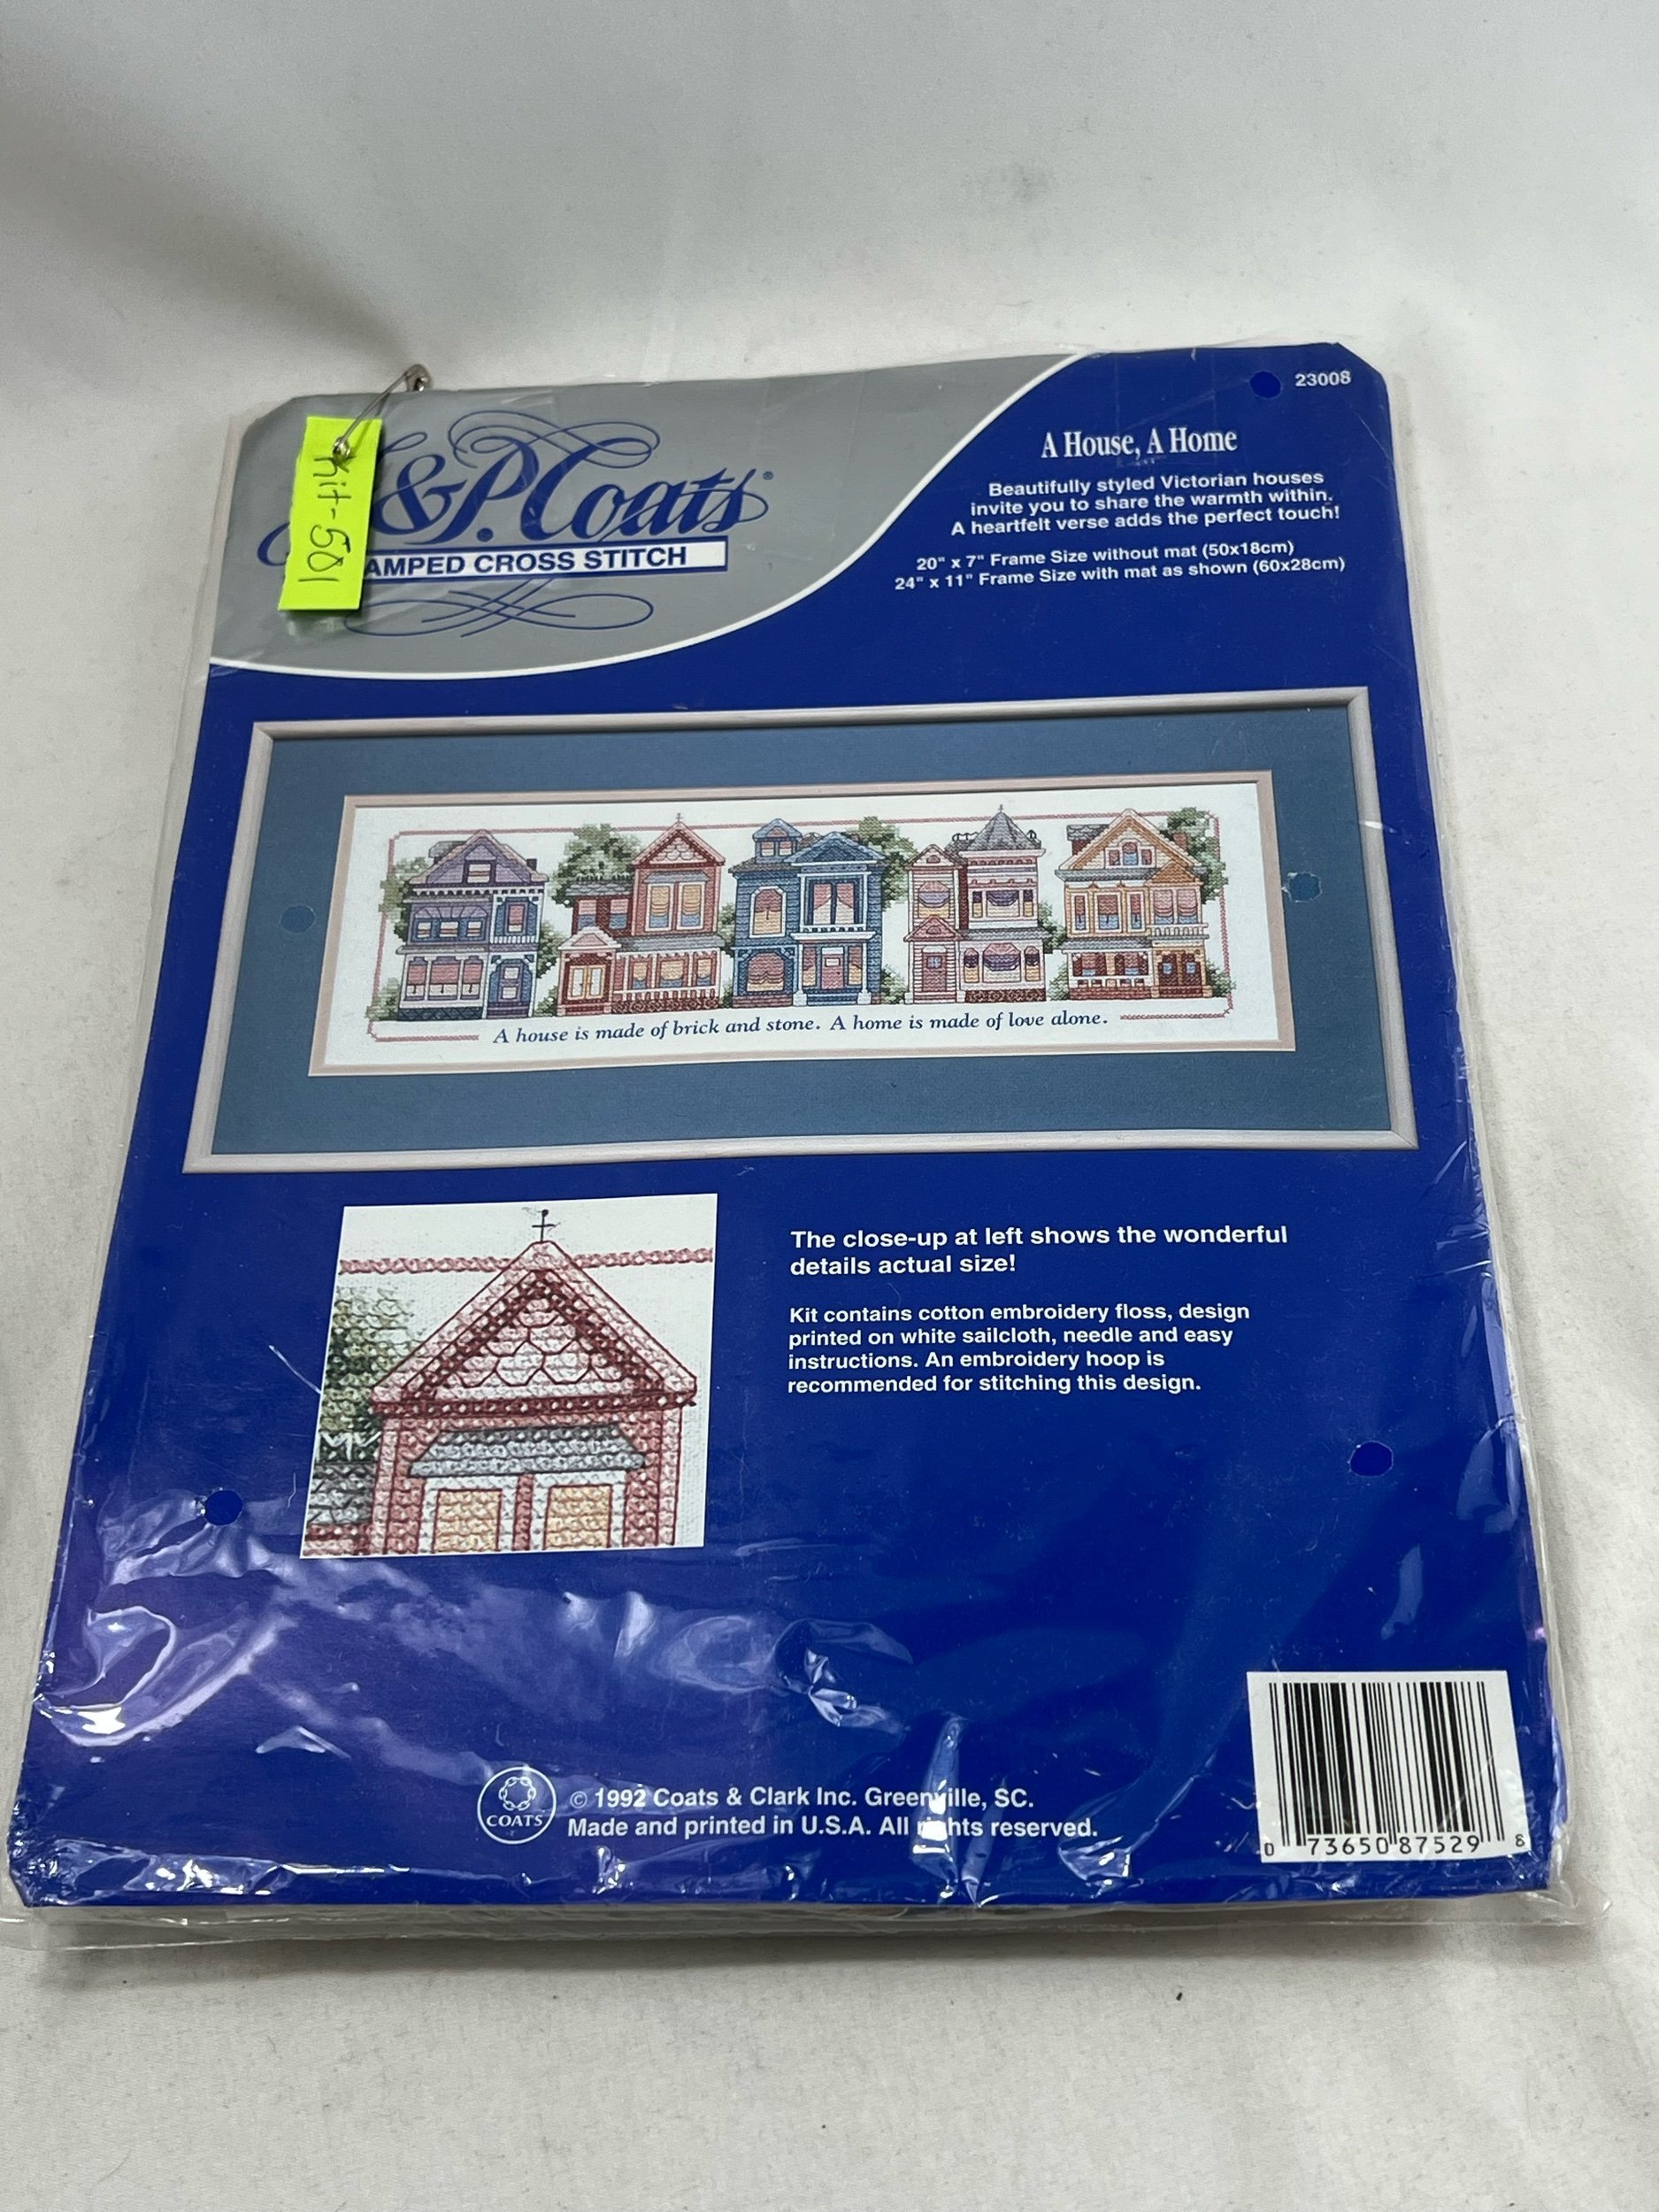 23008
kit-501
& P. Coats®
AMPED CROSS STITCH
A House, A Home
Beautifully styled Victorian houses
invite you to share the warmth within.
A heartfelt verse adds the perfect touch!
20" x 7" Frame Size without mat (50x18cm)
24" x 11" Frame Size with mat as shown (60x28cm)
A house is made of brick and stone. A home is made of love alone.
The close-up at left shows the wonderful
details actual size!
Kit contains cotton embroidery floss, design
printed on white sailcloth, needle and easy
instructions. An embroidery hoop is
recommended for stitching this design.
COATS
© 1992 Coats & Clark Inc. Greenville, SC.
Made and printed in U.S.A. All rights reserved.
0 73650 87529 8